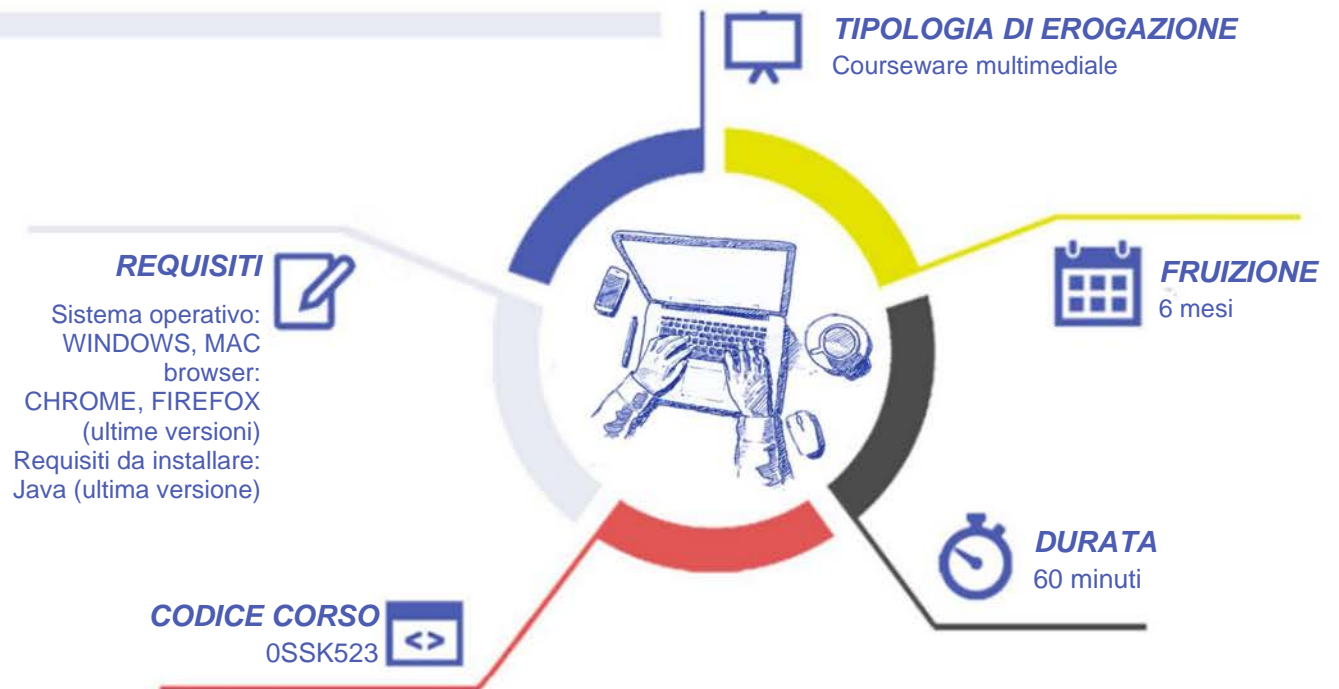 TIPOLOGIA DI EROGAZIONE
Courseware multimediale
REQUISITI
Sistema operativo:
WINDOWS, MAC
browser:
CHROME, FIREFOX
(ultime versioni)
Requisiti da installare:
Java (ultima versione)
FRUIZIONE
6 mesi
DURATA
60 minuti
CODICE CORSO
0SSK523
<>